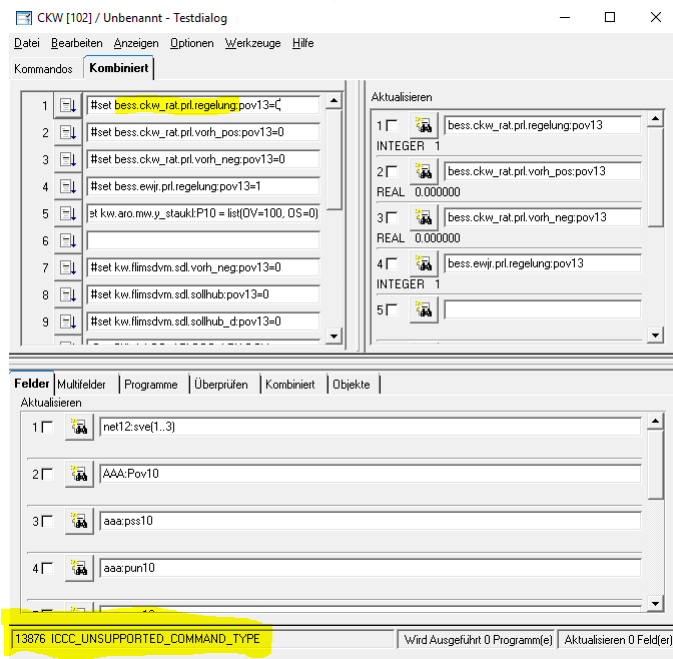 CKW [102] / Unbenannt - Testdialog
Datei Bearbeiten Anzeigen Optionen Werkzeuge Hilfe
Kommandos Kombiniert
1 #set bess.ckw_rat.prl.regelung:pov13=0
2 #set bess.ckw_rat.prl.vorh_pos:pov13=0
3 #set bess.ckw_rat.prl.vorh_neg:pov13=0
4 #set bess.ewjr.prl.regelung:pov13=1
5 et kw.aro.mw.y_staukl:P10 = list(OV=100, OS=0)
6
7 #set kw.flimsdvm.sdl.vorh_neg:pov13=0
8 #set kw.flimsdvm.sdl.sollhub:pov13=0
9 #set kw.flimsdvm.sdl.sollhub_d:pov13=0
Aktualisieren
1 bess.ckw_rat.prl.regelung:pov13
INTEGER 1
2 bess.ckw_rat.prl.vorh_pos:pov13
REAL 0.000000
3 bess.ckw_rat.prl.vorh_neg:pov13
REAL 0.000000
4 bess.ewjr.prl.regelung:pov13
INTEGER 1
5
Felder Multifelder Programme Überprüfen Kombiniert Objekte
Aktualisieren
1 net12:sve(1..3)
2 AAA:Pov10
3 aaa:pss10
4 aaa:pun10
13876 ICCC_UNSUPPORTED_COMMAND_TYPE
Wird Ausgeführt 0 Programm(e)
Aktualisieren 0 Feld(er)